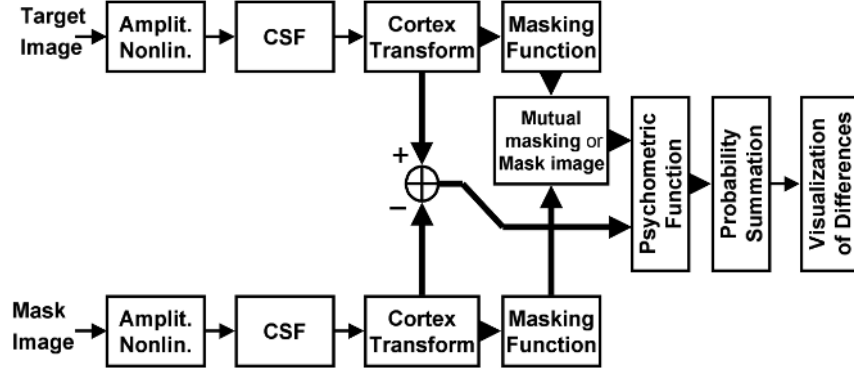 Target
Image
Amplit.
Nonlin.
CSF
Cortex
Transform
Masking
Function
Mutual
masking or
Mask image
+
−
Psychometric
Function
Probability
Summation
Visualization
of Differences
Mask
Image
Amplit.
Nonlin.
CSF
Cortex
Transform
Masking
Function